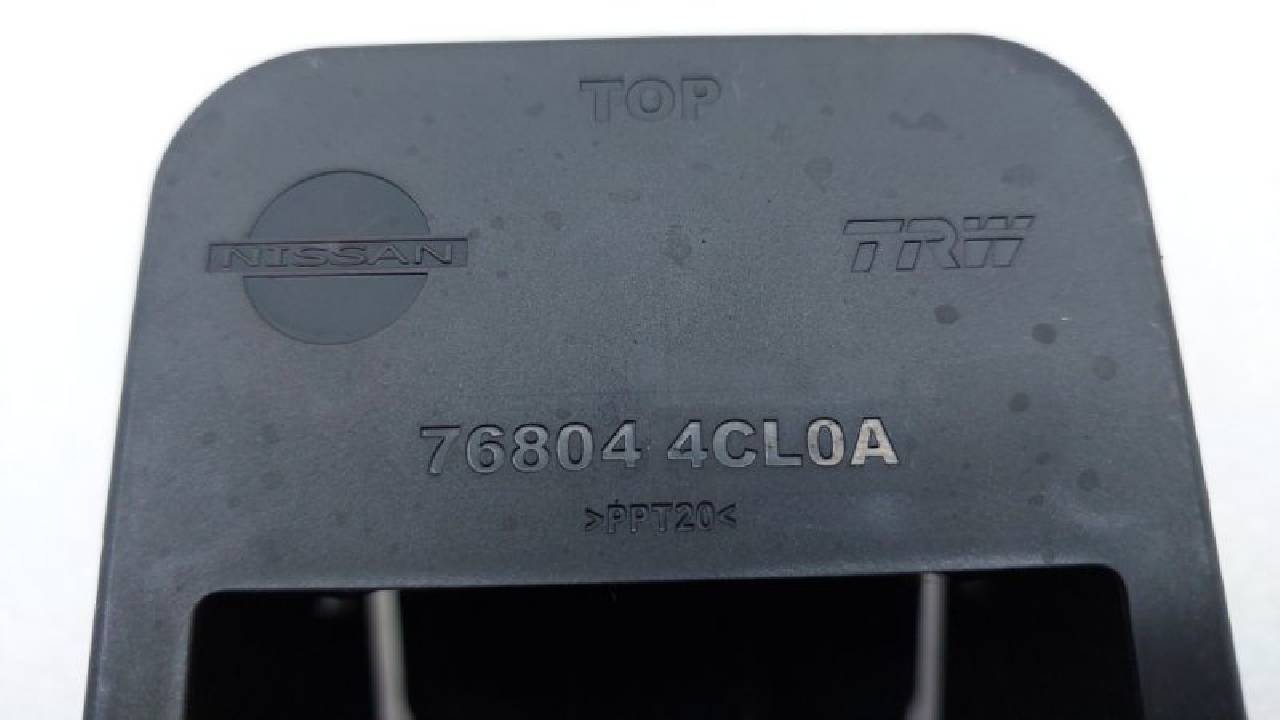 TOP
NISSAN
TRW
76804 4CL0A
>PPT20<